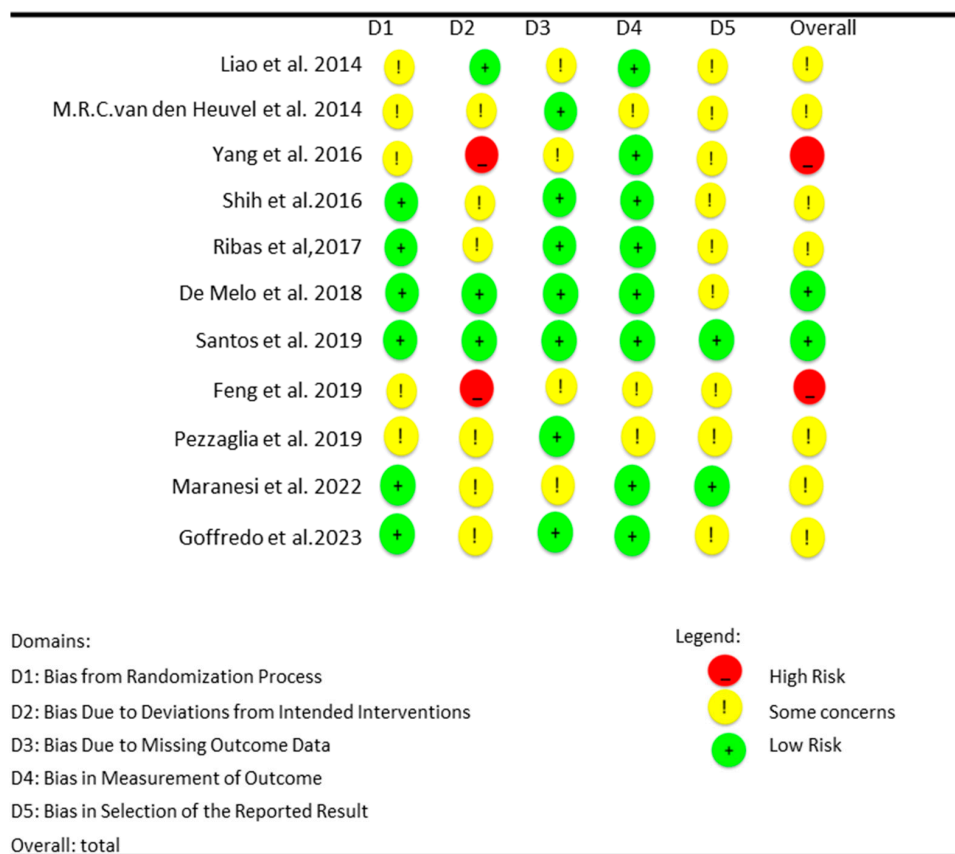 D1 D2 D3 D4 D5 Overall
Liao et al. 2014 ! + ! + ! !
M.R.C.van den Heuvel et al. 2014 ! ! + ! ! !
Yang et al. 2016 ! _ ! + ! _
Shih et al.2016 + ! + + ! !
Ribas et al,2017 + ! + + ! !
De Melo et al. 2018 + + + + ! +
Santos et al. 2019 + + + + + +
Feng et al. 2019 ! _ ! ! ! _
Pezzaglia et al. 2019 ! ! + ! ! !
Maranesi et al. 2022 + ! ! + + !
Goffredo et al.2023 + ! + + ! !
Domains:
D1: Bias from Randomization Process
D2: Bias Due to Deviations from Intended Interventions
D3: Bias Due to Missing Outcome Data
D4: Bias in Measurement of Outcome
D5: Bias in Selection of the Reported Result
Overall: total
Legend:
_ High Risk
! Some concerns
+ Low Risk